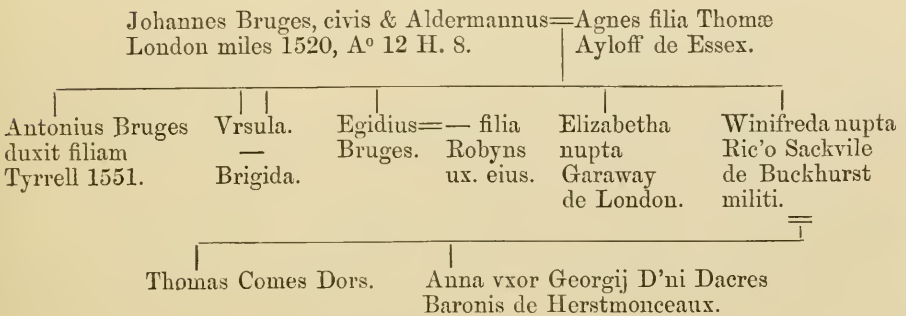 Johannes Bruges, civis & Aldermannus=Agnes filia Thomæ
London miles 1520, Aº 12 H. 8.
Ayloff de Essex.
Antonius Bruges
duxit filiam
Tyrrell 1551.
Vrsula.
—
Brigida.
Egidius=— filia
Bruges.
Robyns
ux. eius.
Elizabetha
nupta
Garaway
de London.
Winifreda nupta
Ric'o Sackvile
de Buckhurst
militi.
Thomas Comes Dors.
Anna vxor Georgij D'ni Dacres
Baronis de Herstmonceaux.